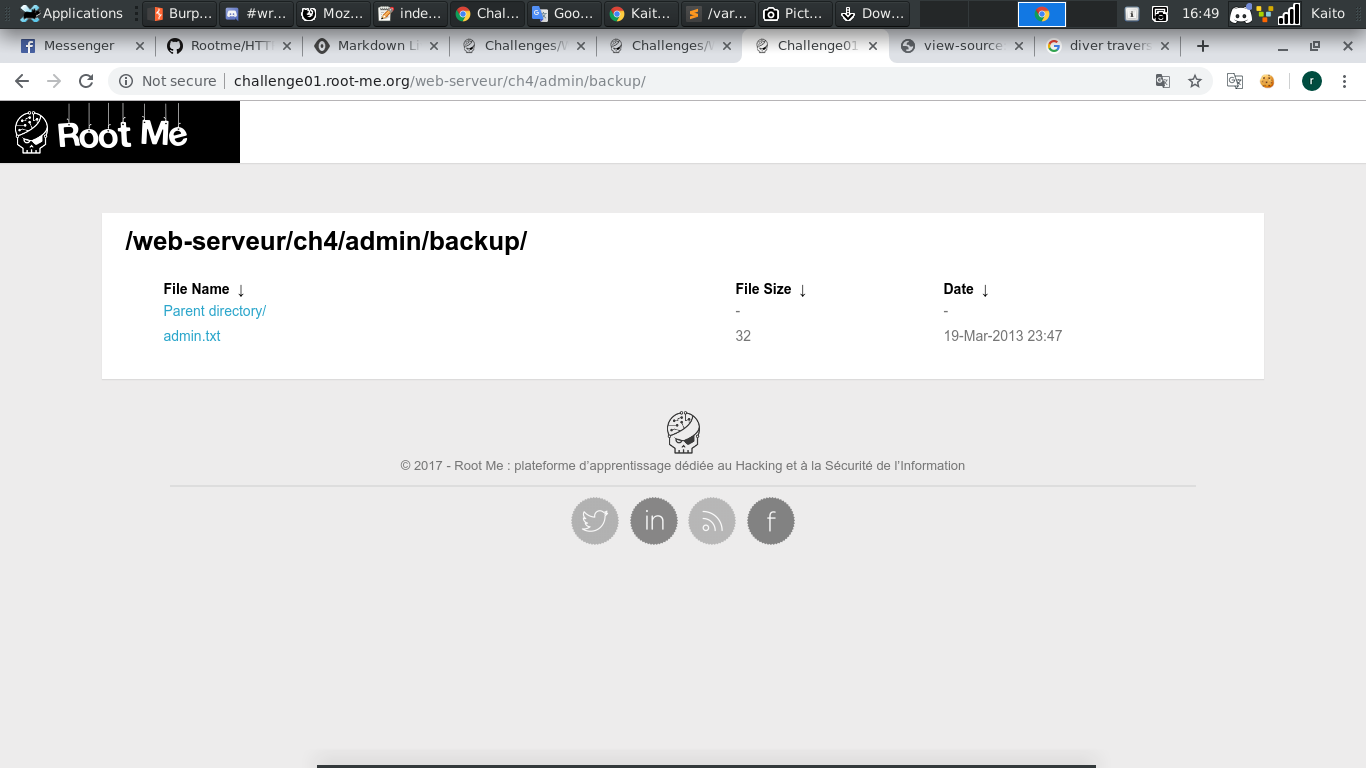 Applications Burp... #wr... Moz... inde... Chal... Goo... Kait... /var... Pict... Dow... 16:49 Kaito
Messenger Rootme/HTT Markdown Li Challenges/ Challenges/ Challenge01 view-source diver travers
Not secure challenge01.root-me.org/web-serveur/ch4/admin/backup/
Root Me
/web-serveur/ch4/admin/backup/
File Name ↓ File Size ↓ Date ↓
Parent directory/ - -
admin.txt 32 19-Mar-2013 23:47
© 2017 - Root Me : plateforme d’apprentissage dédiée au Hacking et à la Sécurité de l’Information
in
f